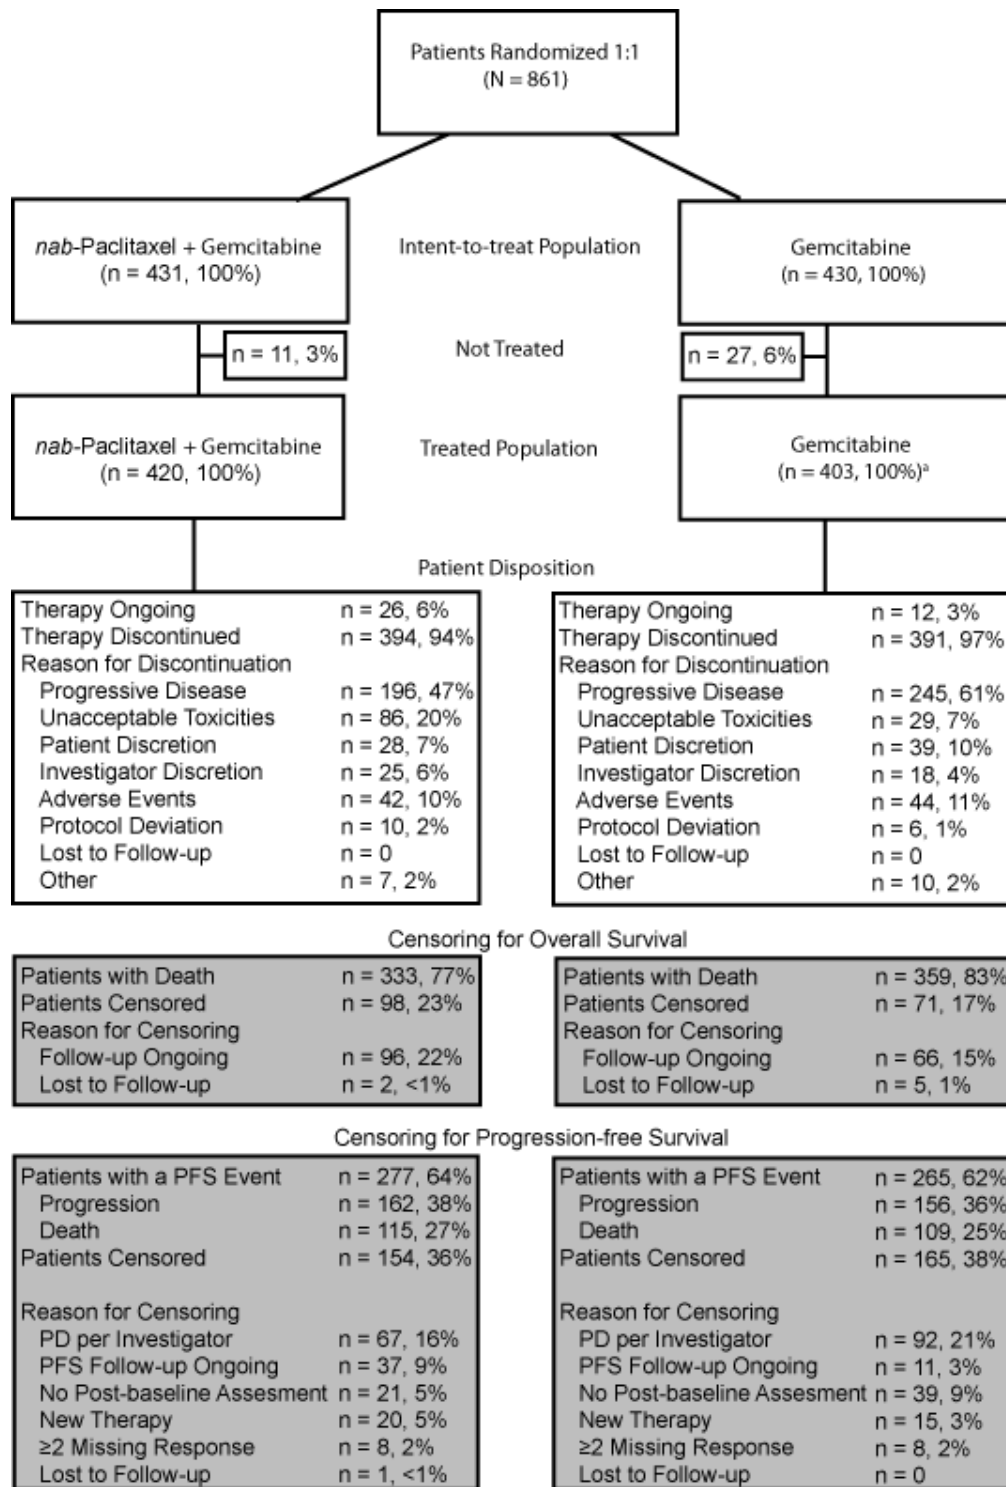 Patients Randomized 1:1
(N = 861)
nab-Paclitaxel + Gemcitabine
(n = 431, 100%)
Intent-to-treat Population
Gemcitabine
(n = 430, 100%)
n = 11, 3%
Not Treated
n = 27, 6%
nab-Paclitaxel + Gemcitabine
(n = 420, 100%)
Treated Population
Gemcitabine
(n = 403, 100%)ª
Patient Disposition
Therapy Ongoing n = 26, 6%
Therapy Discontinued n = 394, 94%
Reason for Discontinuation
Progressive Disease n = 196, 47%
Unacceptable Toxicities n = 86, 20%
Patient Discretion n = 28, 7%
Investigator Discretion n = 25, 6%
Adverse Events n = 42, 10%
Protocol Deviation n = 10, 2%
Lost to Follow-up n = 0
Other n = 7, 2%
Therapy Ongoing n = 12, 3%
Therapy Discontinued n = 391, 97%
Reason for Discontinuation
Progressive Disease n = 245, 61%
Unacceptable Toxicities n = 29, 7%
Patient Discretion n = 39, 10%
Investigator Discretion n = 18, 4%
Adverse Events n = 44, 11%
Protocol Deviation n = 6, 1%
Lost to Follow-up n = 0
Other n = 10, 2%
Censoring for Overall Survival
Patients with Death n = 333, 77%
Patients Censored n = 98, 23%
Reason for Censoring
Follow-up Ongoing n = 96, 22%
Lost to Follow-up n = 2, <1%
Patients with Death n = 359, 83%
Patients Censored n = 71, 17%
Reason for Censoring
Follow-up Ongoing n = 66, 15%
Lost to Follow-up n = 5, 1%
Censoring for Progression-free Survival
Patients with a PFS Event n = 277, 64%
Progression n = 162, 38%
Death n = 115, 27%
Patients Censored n = 154, 36%
Reason for Censoring
PD per Investigator n = 67, 16%
PFS Follow-up Ongoing n = 37, 9%
No Post-baseline Assesment n = 21, 5%
New Therapy n = 20, 5%
≥2 Missing Response n = 8, 2%
Lost to Follow-up n = 1, <1%
Patients with a PFS Event n = 265, 62%
Progression n = 156, 36%
Death n = 109, 25%
Patients Censored n = 165, 38%
Reason for Censoring
PD per Investigator n = 92, 21%
PFS Follow-up Ongoing n = 11, 3%
No Post-baseline Assesment n = 39, 9%
New Therapy n = 15, 3%
≥2 Missing Response n = 8, 2%
Lost to Follow-up n = 0